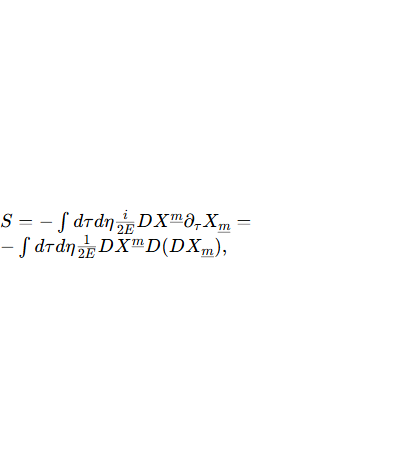 S = − ∫ dτdη i/2E DX^m̲ ∂_τ X_m̲ =
− ∫ dτdη 1/2E DX^m̲ D(DX_m̲),